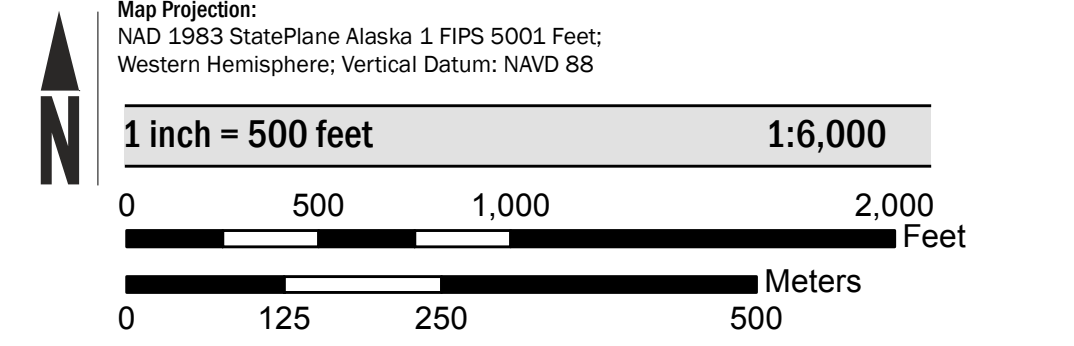 Map Projection:
NAD 1983 StatePlane Alaska 1 FIPS 5001 Feet;
Western Hemisphere; Vertical Datum: NAVD 88
N
1 inch = 500 feet 1:6,000
0 500 1,000 2,000
Feet
Meters
0 125 250 500